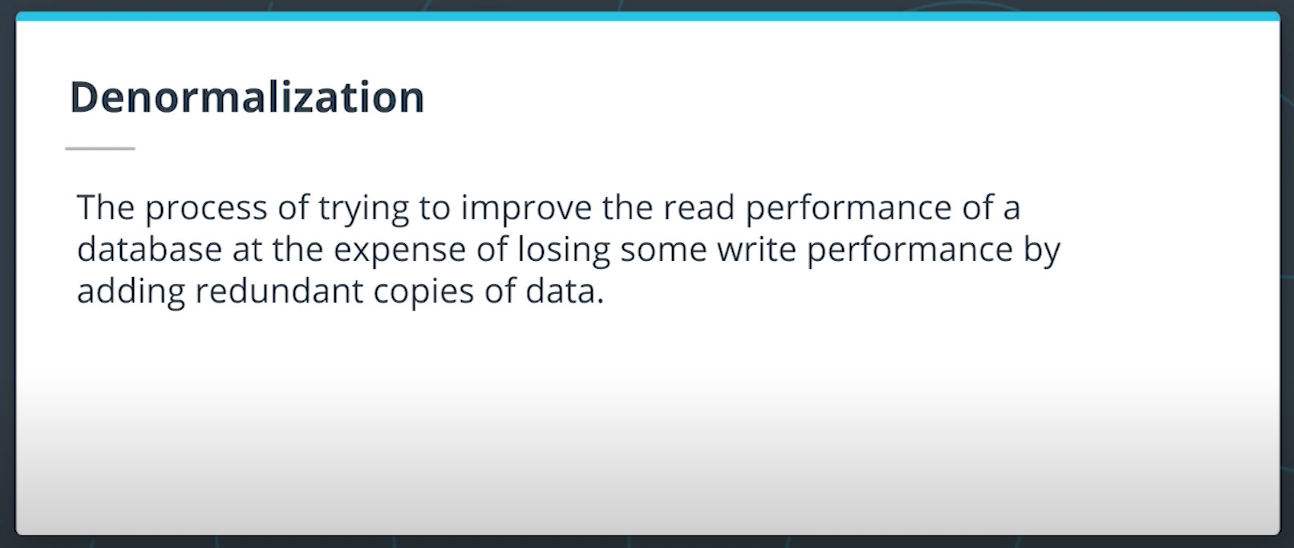 Denormalization
The process of trying to improve the read performance of a
database at the expense of losing some write performance by
adding redundant copies of data.